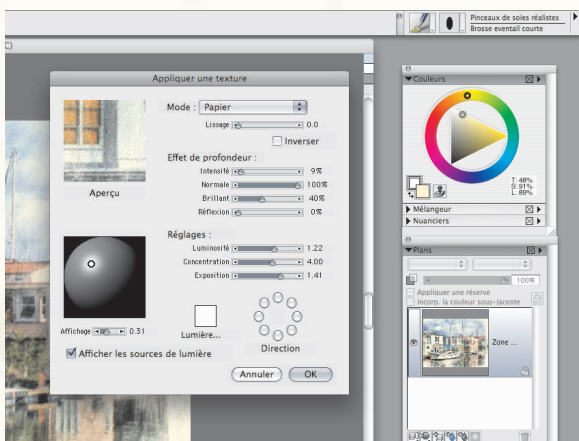 Pinceaux de soies réalistes
Brosse eventail courte
Appliquer une texture
Mode : Papier
Lissage 0.0
Inverser
Effet de profondeur :
Intensité 9%
Normale 100%
Brillant 40%
Réflexion 0%
Aperçu
Réglages :
Luminosité 1.22
Concentration 4.00
Exposition 1.41
Affichage 0.31
Lumière...
Direction
Afficher les sources de lumière
Annuler
OK
Couleurs
T: 48%
S: 91%
L: 89%
Mélangeur
Nuanciers
Plans
100%
Appliquer une réserve
Incorp. la couleur sous-jacente
Zone ...